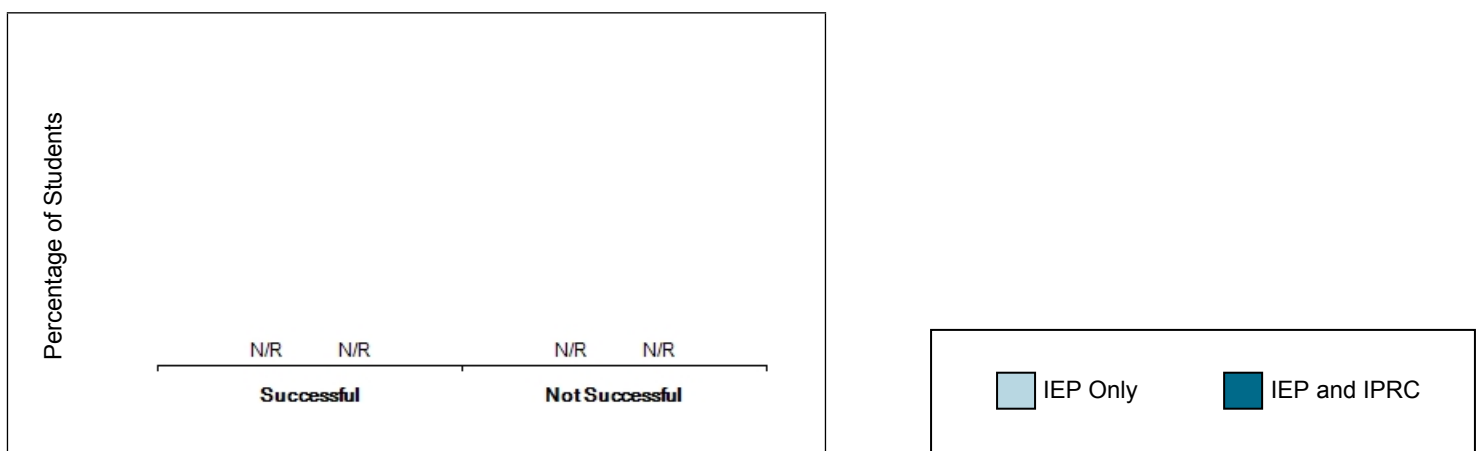 Percentage of Students
N/R N/R N/R N/R
Successful Not Successful
IEP Only IEP and IPRC